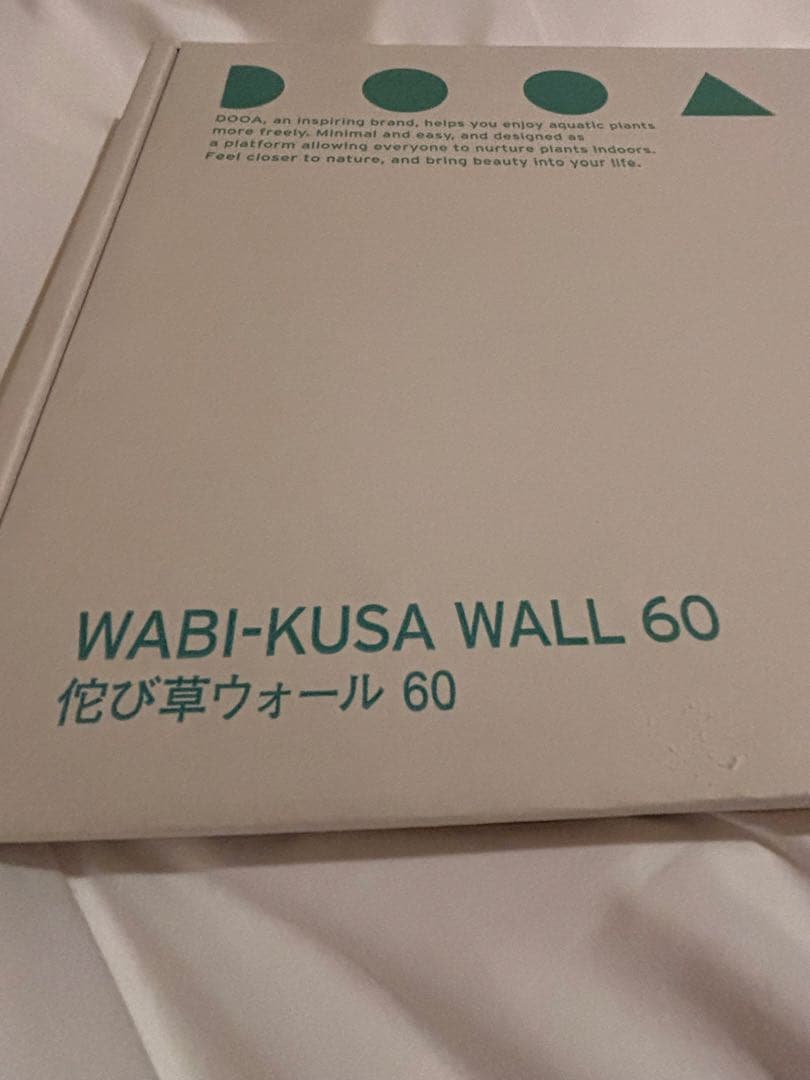 DOOA
DOOA, an inspiring brand, helps you enjoy aquatic plants
more freely. Minimal and easy, and designed as
a platform allowing everyone to nurture plants indoors.
Feel closer to nature, and bring beauty into your life.
WABI-KUSA WALL 60
侘び草ウォール 60